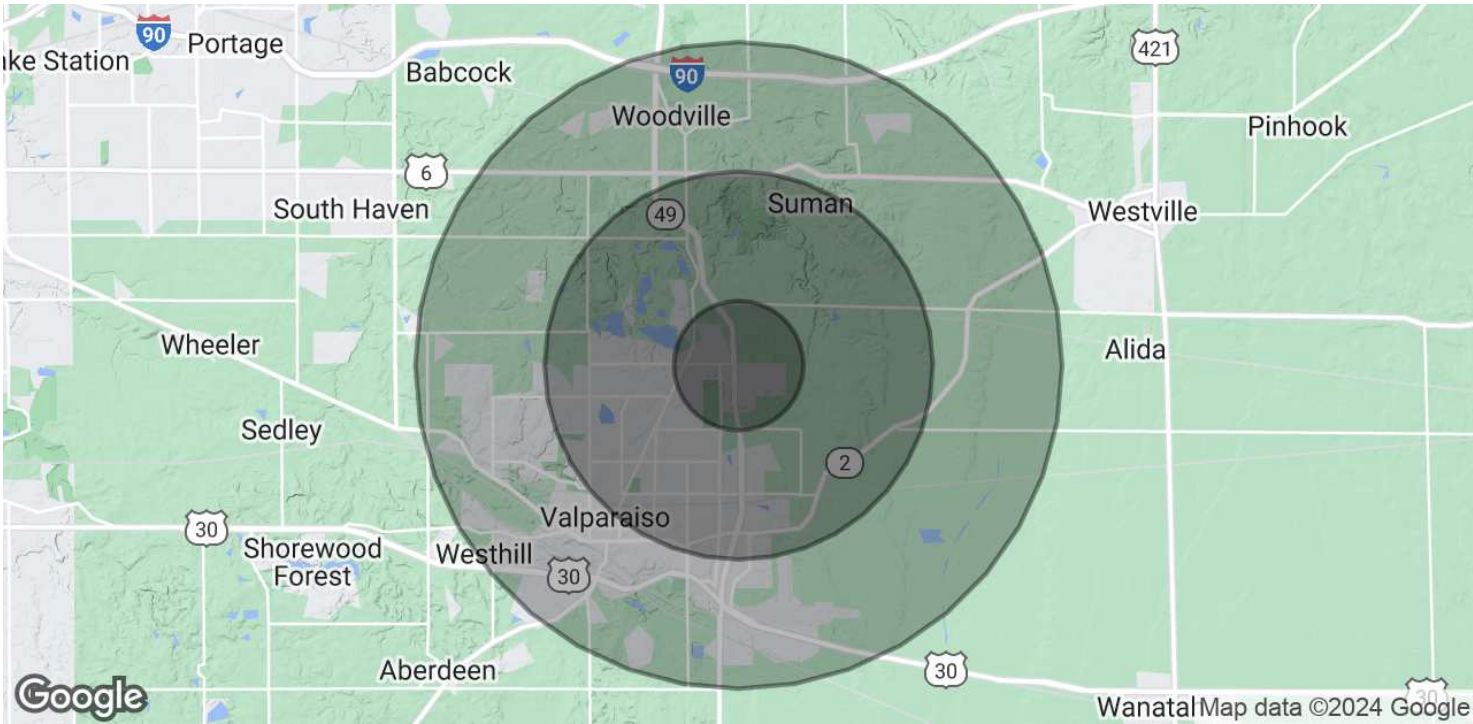 90
Portage
421
ake Station
Babcock
90
Woodville
Pinhook
6
South Haven
49
Suman
Westville
Wheeler
Alida
Sedley
2
Valparaiso
30
Shorewood
Forest
Westhill
30
Aberdeen
30
30
Google
Wanatah
Map data ©2024 Google